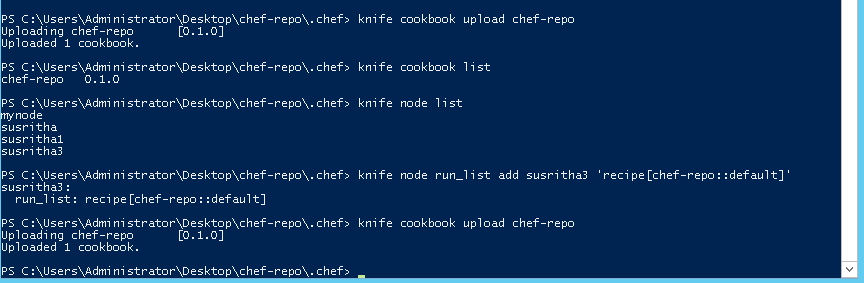 PS C:\Users\Administrator\Desktop\chef-repo\.chef> knife cookbook upload chef-repo
Uploading chef-repo      [0.1.0]
Uploaded 1 cookbook.
PS C:\Users\Administrator\Desktop\chef-repo\.chef> knife cookbook list
chef-repo   0.1.0
PS C:\Users\Administrator\Desktop\chef-repo\.chef> knife node list
mynode
susritha
susritha1
susritha3
PS C:\Users\Administrator\Desktop\chef-repo\.chef> knife node run_list add susritha3 'recipe[chef-repo::default]'
susritha3:
  run_list: recipe[chef-repo::default]
PS C:\Users\Administrator\Desktop\chef-repo\.chef> knife cookbook upload chef-repo
Uploading chef-repo      [0.1.0]
Uploaded 1 cookbook.
PS C:\Users\Administrator\Desktop\chef-repo\.chef>